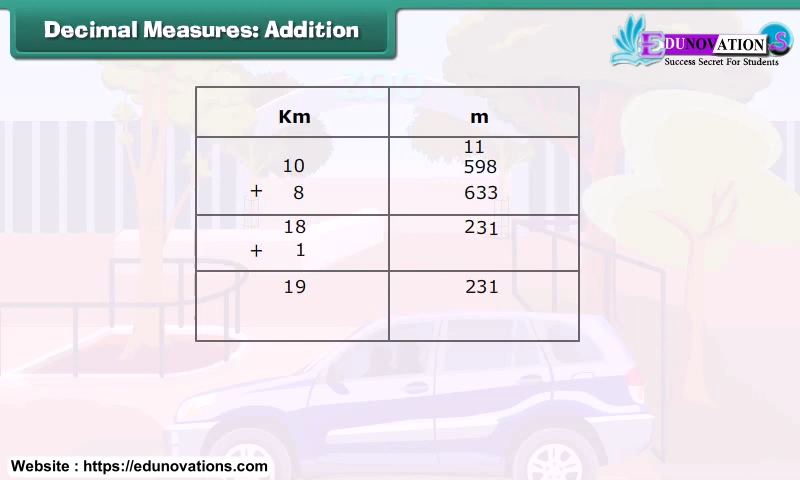 Decimal Measures: Addition
EDUNOVATIONS
Success Secret For Students
ZOO
Km m
11
10 598
+ 8 633
18 231
+ 1
19 231
Website : https://edunovations.com